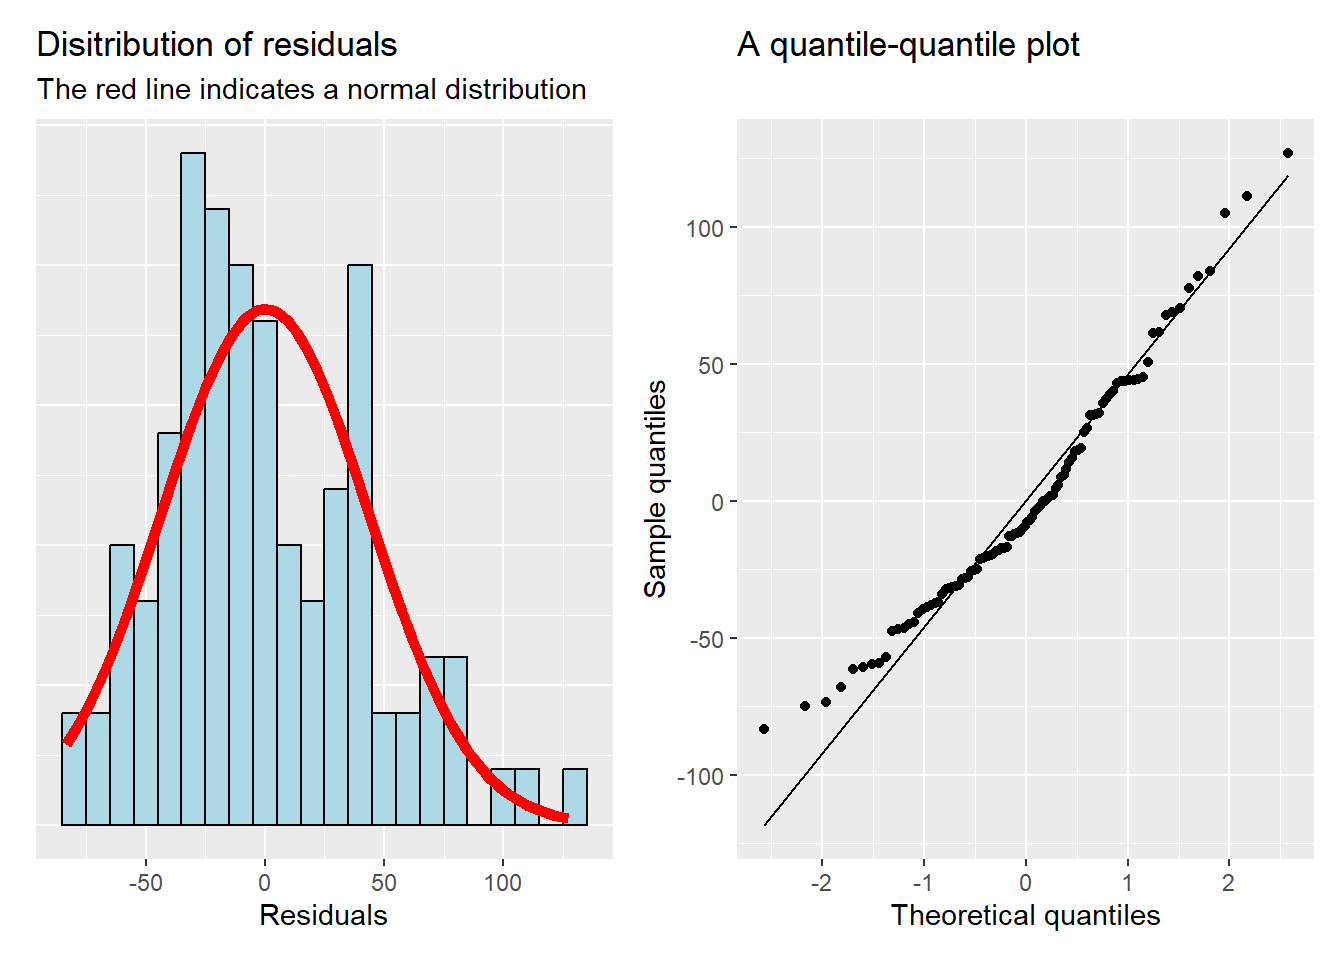 Disitribution of residuals
The red line indicates a normal distribution
-50
0
50
100
Residuals
A quantile-quantile plot
Sample quantiles
100
50
0
-50
-100
-2
-1
0
1
2
Theoretical quantiles